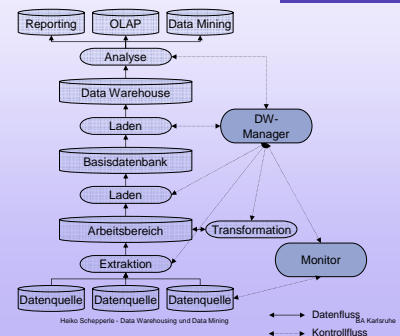 Reporting OLAP Data Mining
Analyse
Data Warehouse
Laden
DW-
Manager
Basisdatenbank
Laden
Arbeitsbereich
Transformation
Extraktion
Monitor
Datenquelle Datenquelle Datenquelle
Datenfluss
Heiko Schepperle - Data Warehousing und Data Mining
BA Karlsruhe
Kontrollfluss